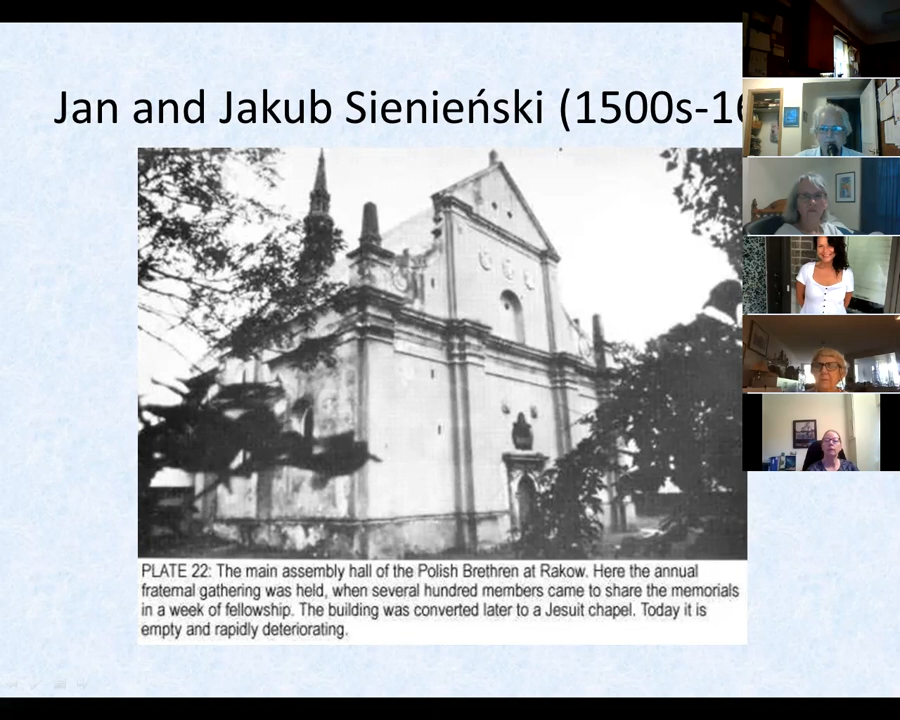 Jan and Jakub Sienieński (1500s-16
PLATE 22: The main assembly hall of the Polish Brethren at Rakow. Here the annual
fraternal gathering was held, when several hundred members came to share the memorials
in a week of fellowship. The building was converted later to a Jesuit chapel. Today it is
empty and rapidly deteriorating.